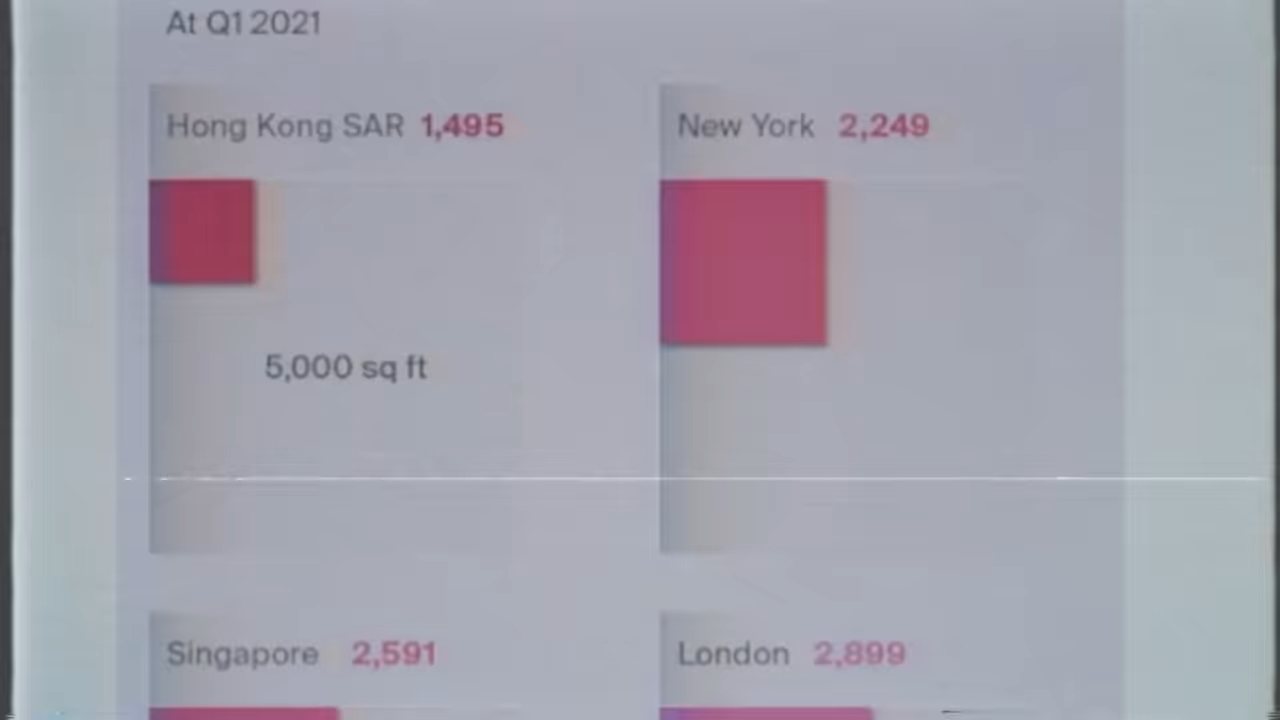 At Q1 2021
Hong Kong SAR 1,495
New York 2,249
5,000 sq ft
Singapore 2,591
London 2,899